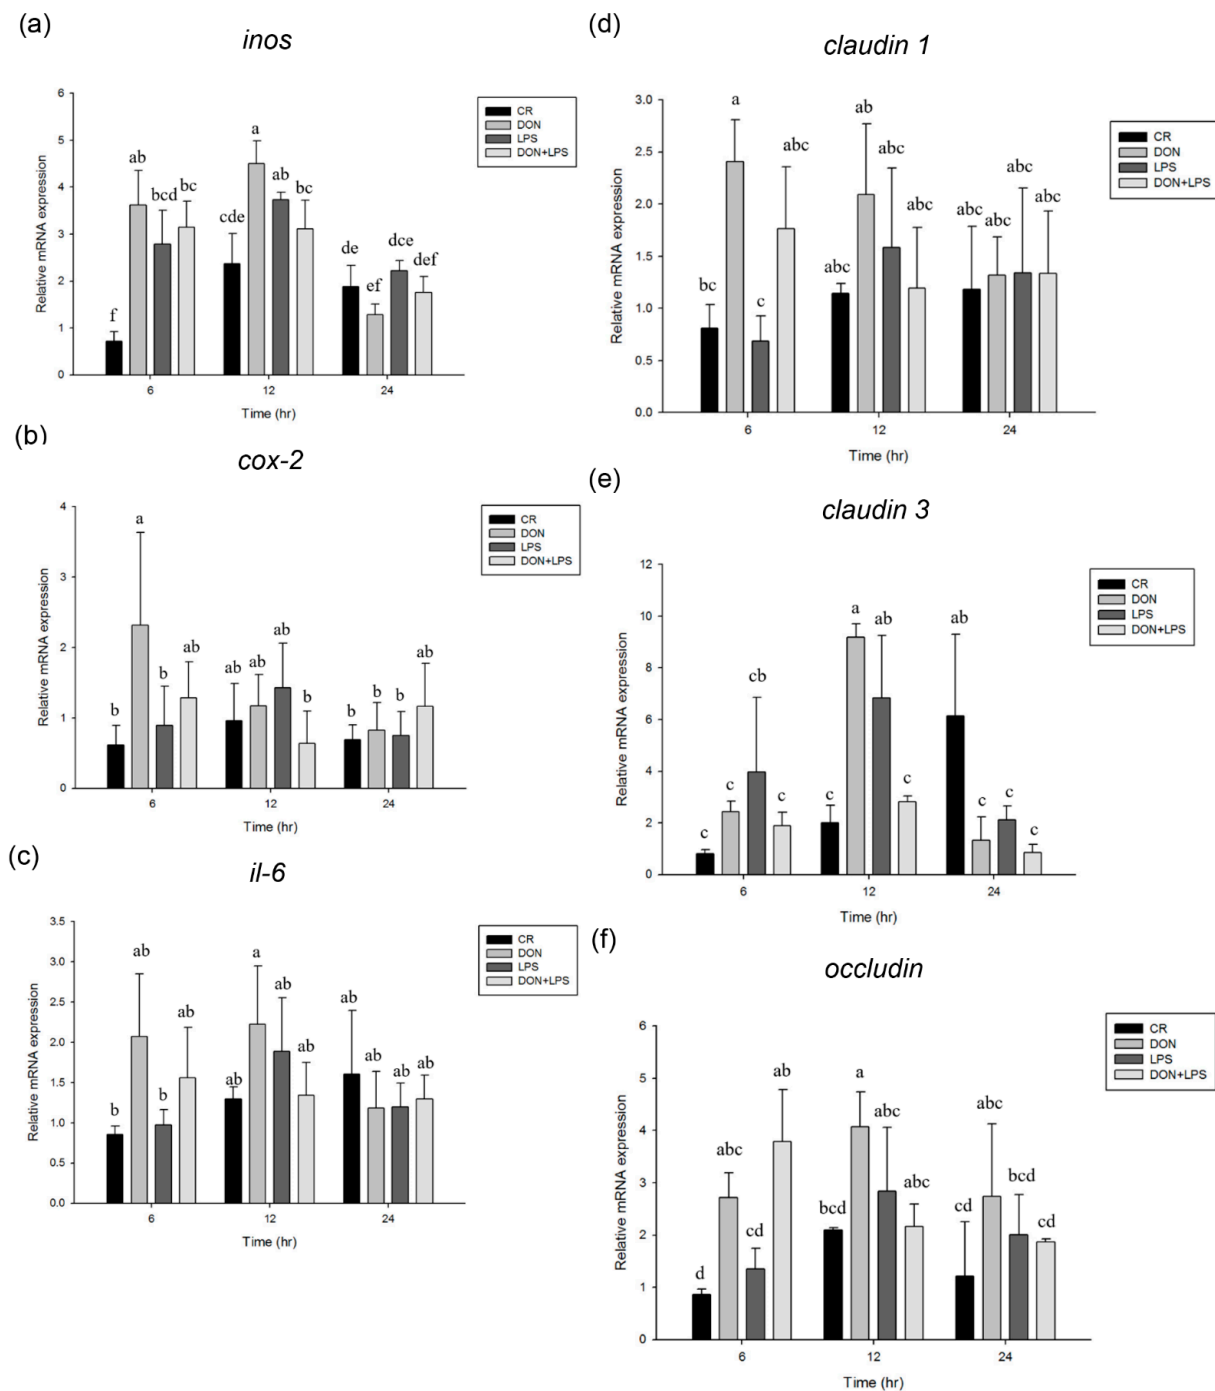 (a)
inos
Relative mRNA expression
6
5
4
3
2
1
0
f
ab
bcd
bc
cde
a
ab
bc
de
ef
dce
def
6
12
24
Time (hr)
CR
DON
LPS
DON+LPS
(b)
cox-2
Relative mRNA expression
4
3
2
1
0
b
a
b
ab
ab
ab
ab
b
b
b
b
ab
6
12
24
Time (hr)
CR
DON
LPS
DON+LPS
(c)
il-6
Relative mRNA expression
3.5
3.0
2.5
2.0
1.5
1.0
0.5
0.0
b
ab
b
ab
ab
a
ab
ab
ab
ab
ab
ab
6
12
24
Time (hr)
CR
DON
LPS
DON+LPS
(d)
claudin 1
Relative mRNA expression
3.0
2.5
2.0
1.5
1.0
0.5
0.0
bc
a
c
abc
abc
ab
abc
abc
abc
abc
abc
abc
6
12
24
Time (hr)
CR
DON
LPS
DON+LPS
(e)
claudin 3
Relative mRNA expression
12
10
8
6
4
2
0
c
c
cb
c
c
a
ab
c
ab
c
c
c
6
12
24
Time (hr)
CR
DON
LPS
DON+LPS
(f)
occludin
Relative mRNA expression
6
5
4
3
2
1
0
d
abc
cd
ab
bcd
a
abc
abc
cd
abc
bcd
cd
6
12
24
Time (hr)
CR
DON
LPS
DON+LPS